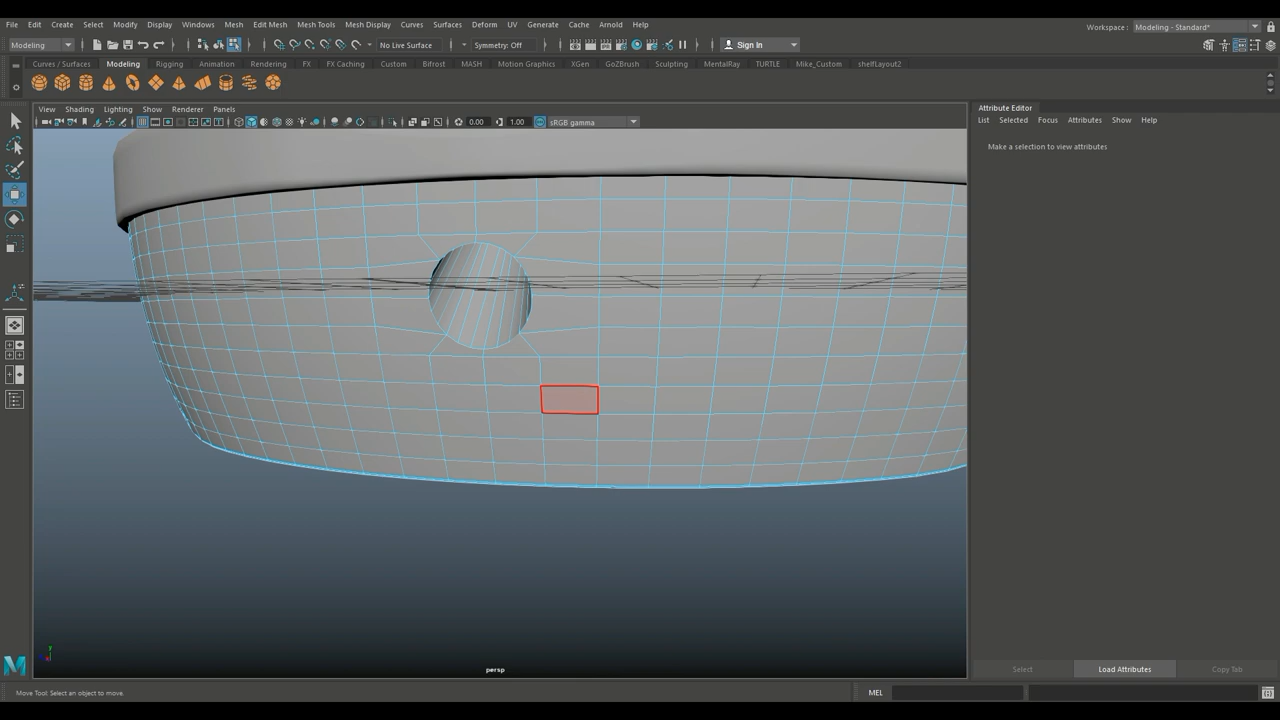 File Edit Create Select Modify Display Windows Mesh Edit Mesh Mesh Tools Mesh Display Curves Surfaces Deform UV Generate Cache Arnold Help
Workspace : Modeling - Standard*
Modeling No Live Surface Symmetry: Off Sign In
Curves / Surfaces Modeling Rigging Animation Rendering FX FX Caching Custom Bifrost MASH Motion Graphics XGen GoZBrush Sculpting MentalRay TURTLE Mike_Custom shelfLayout2
View Shading Lighting Show Renderer Panels
0.00 1.00 sRGB gamma
Attribute Editor
List Selected Focus Attributes Show Help
Make a selection to view attributes
y
persp
Select Load Attributes Copy Tab
Move Tool: Select an object to move.
MEL